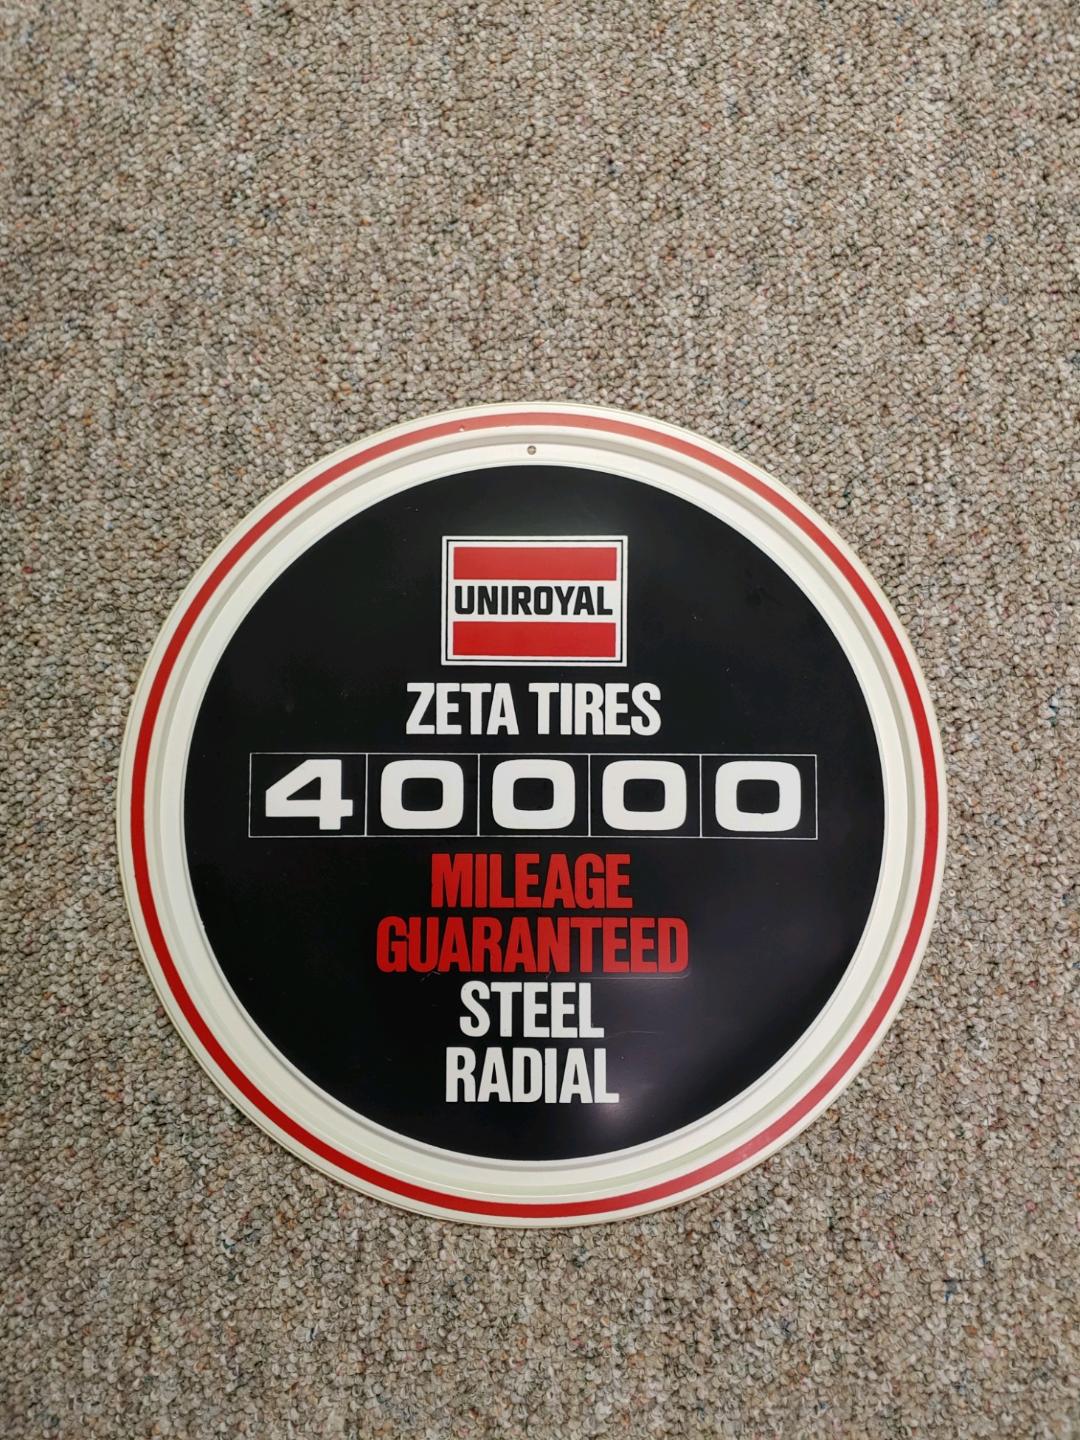 UNIROYAL
ZETA TIRES
40000
MILEAGE
GUARANTEED
STEEL
RADIAL